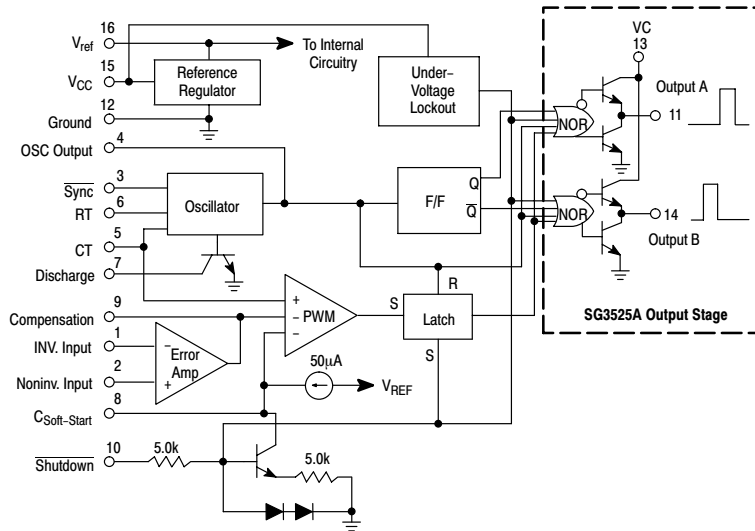 16
Vref
To Internal
Circuitry
15
VCC
Reference
Regulator
Under–
Voltage
Lockout
12
Ground
4
OSC Output
3
Sync
6
RT
Oscillator
5
CT
7
Discharge
F/F
Q
Q
NOR
NOR
VC
13
Output A
11
14
Output B
SG3525A Output Stage
9
Compensation
1
INV. Input
2
Noninv. Input
–
+
Error
Amp
+
–
–
PWM
S
R
Latch
S
50μA
VREF
8
CSoft–Start
10
Shutdown
5.0k
5.0k